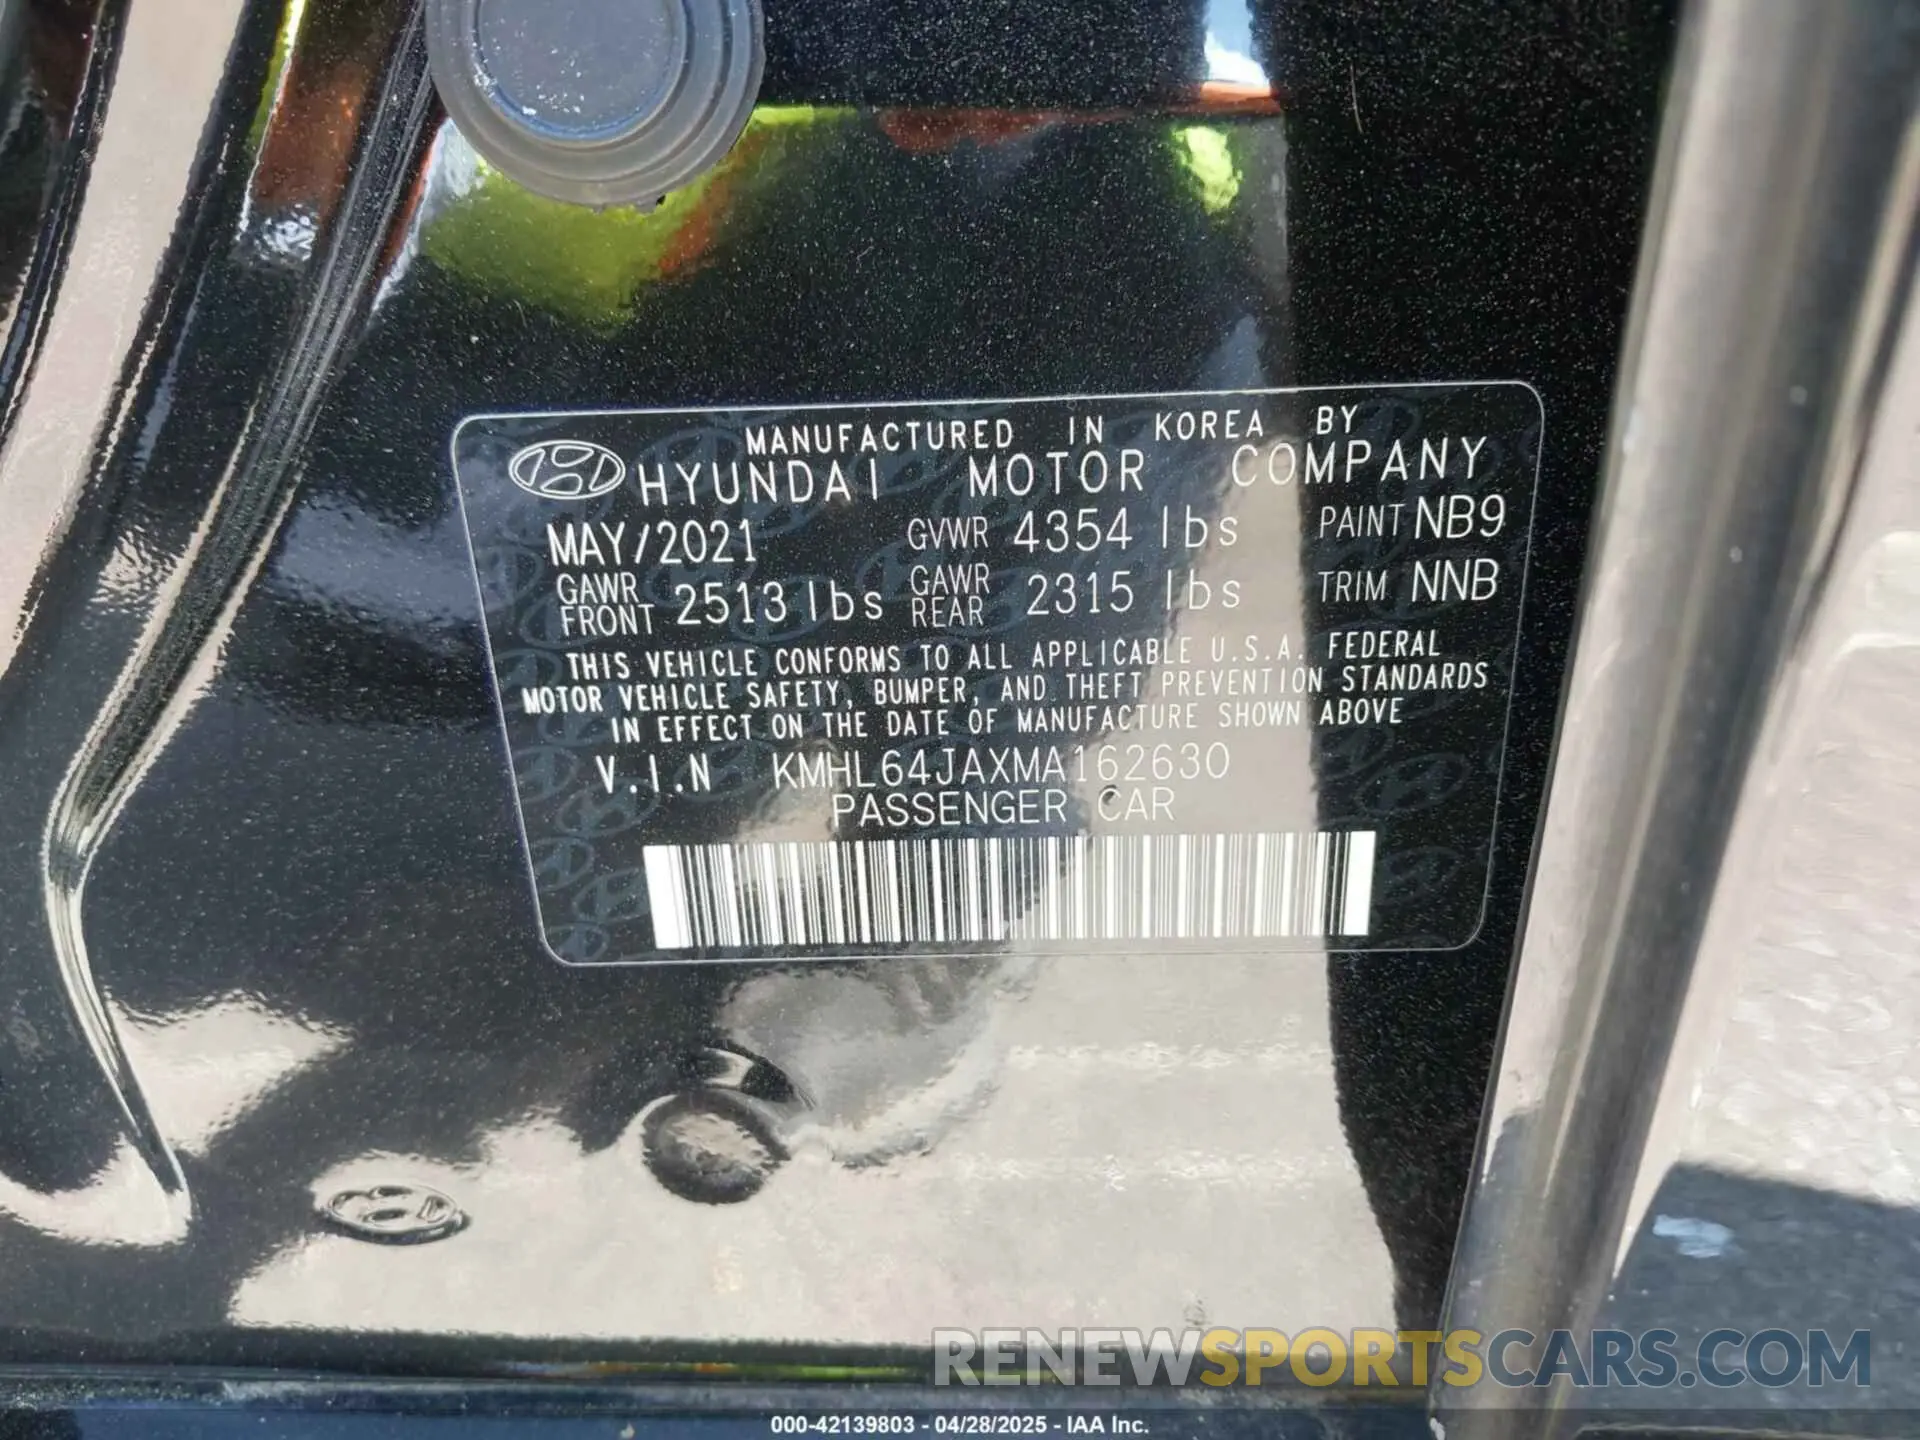 MANUFACTURED IN KOREA BY
HYUNDAI MOTOR COMPANY
MAY/2021 GVWR 4354 lbs PAINT NB9
GAWR FRONT 2513 lbs GAWR REAR 2315 lbs TRIM NNB
THIS VEHICLE CONFORMS TO ALL APPLICABLE U.S.A. FEDERAL
MOTOR VEHICLE SAFETY, BUMPER, AND THEFT PREVENTION STANDARDS
IN EFFECT ON THE DATE OF MANUFACTURE SHOWN ABOVE
V.I.N KMHL64JAXMA162630
PASSENGER CAR
RENEWSPORTSCARS.COM
000-42139803 - 04/28/2025 - IAA Inc.